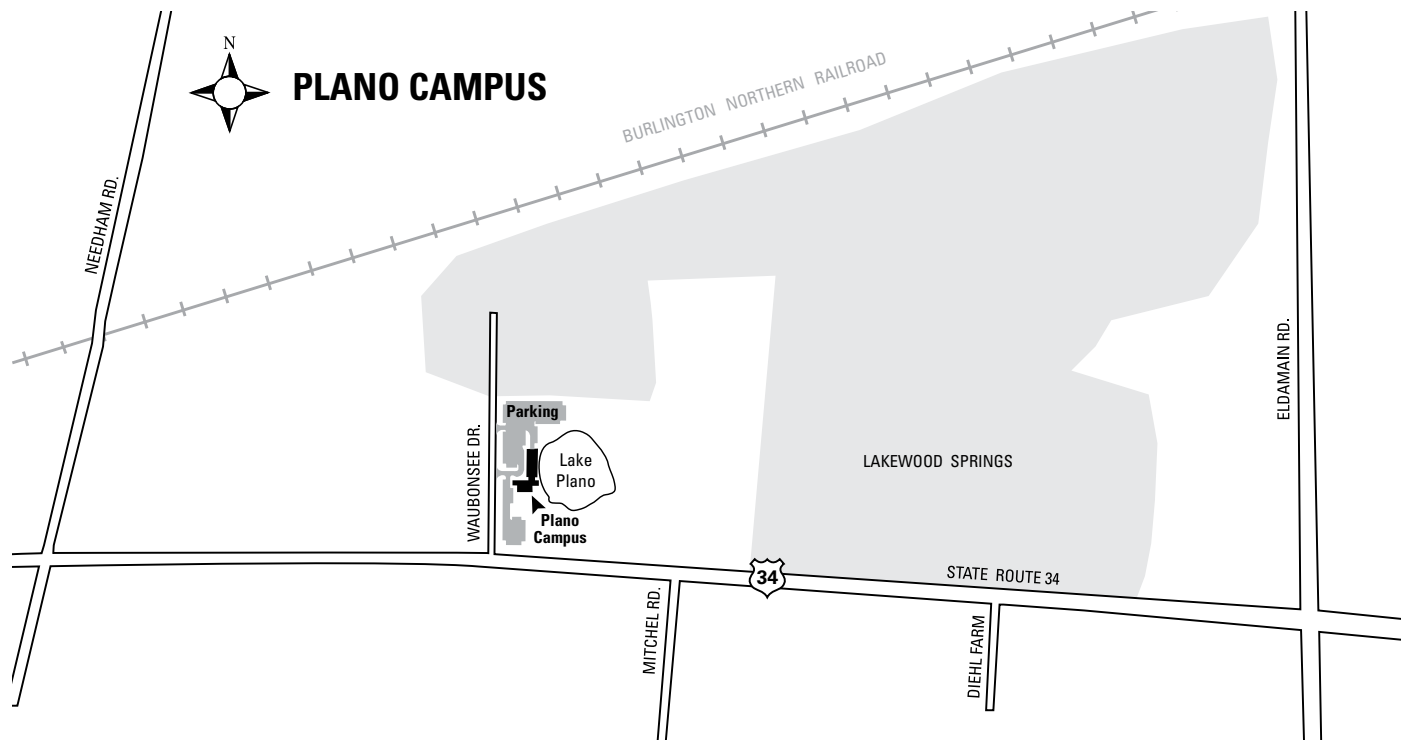 N
PLANO CAMPUS
BURLINGTON NORTHERN RAILROAD
NEEDHAM RD.
ELDAMAIN RD.
Parking
WAUBONSEE DR.
Lake
Plano
LAKEWOOD SPRINGS
Plano
Campus
34
STATE ROUTE 34
MITCHEL RD.
DIEHL FARM